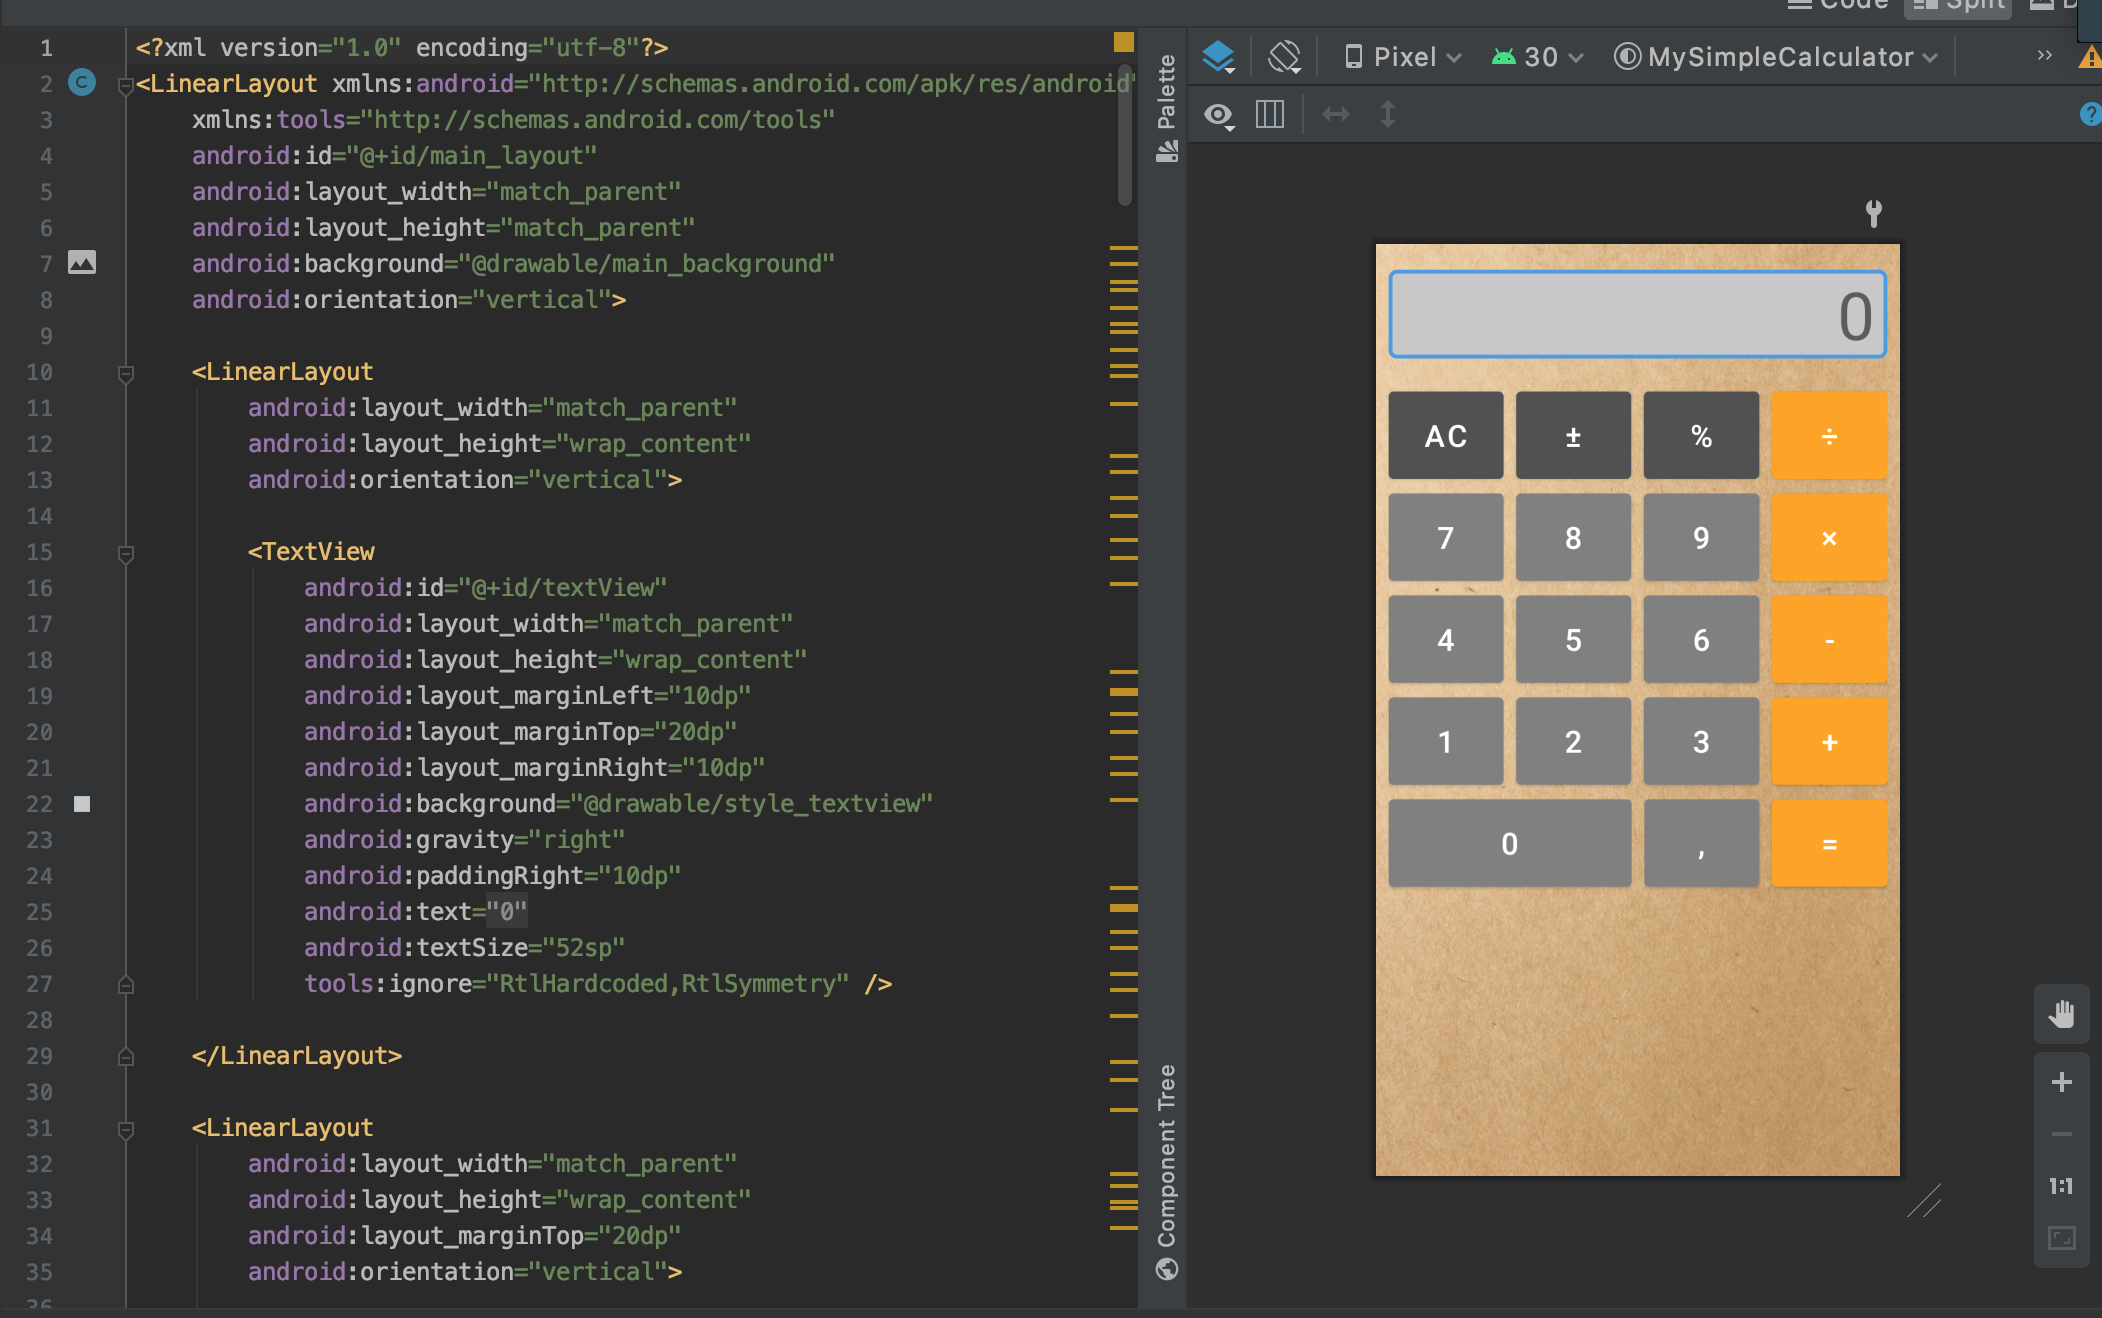 Code Split
1 <?xml version="1.0" encoding="utf-8"?>
2 C <LinearLayout xmlns:android="http://schemas.android.com/apk/res/android"
3 xmlns:tools="http://schemas.android.com/tools"
4 android:id="@+id/main_layout"
5 android:layout_width="match_parent"
6 android:layout_height="match_parent"
7 android:background="@drawable/main_background"
8 android:orientation="vertical">
9
10 <LinearLayout
11 android:layout_width="match_parent"
12 android:layout_height="wrap_content"
13 android:orientation="vertical">
14
15 <TextView
16 android:id="@+id/textView"
17 android:layout_width="match_parent"
18 android:layout_height="wrap_content"
19 android:layout_marginLeft="10dp"
20 android:layout_marginTop="20dp"
21 android:layout_marginRight="10dp"
22 android:background="@drawable/style_textview"
23 android:gravity="right"
24 android:paddingRight="10dp"
25 android:text="0"
26 android:textSize="52sp"
27 tools:ignore="RtlHardcoded,RtlSymmetry" />
28
29 </LinearLayout>
30
31 <LinearLayout
32 android:layout_width="match_parent"
33 android:layout_height="wrap_content"
34 android:layout_marginTop="20dp"
35 android:orientation="vertical">
36
Palette
Component Tree
Pixel 30 MySimpleCalculator »
?
0
AC ± % ÷
7 8 9 ×
4 5 6 -
1 2 3 +
0 , =
1:1